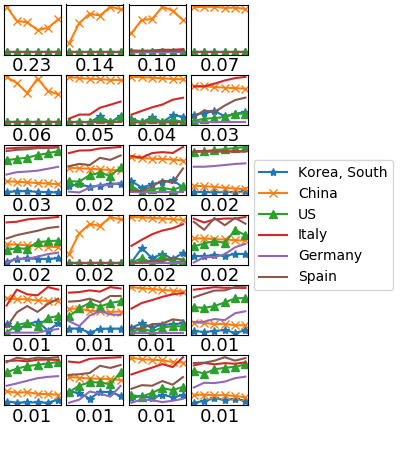 0.23 0.14 0.10 0.07
0.06 0.05 0.04 0.03
0.03 0.02 0.02 0.02
0.02 0.02 0.02 0.02
0.01 0.01 0.01 0.01
0.01 0.01 0.01 0.01
Korea, South
China
US
Italy
Germany
Spain